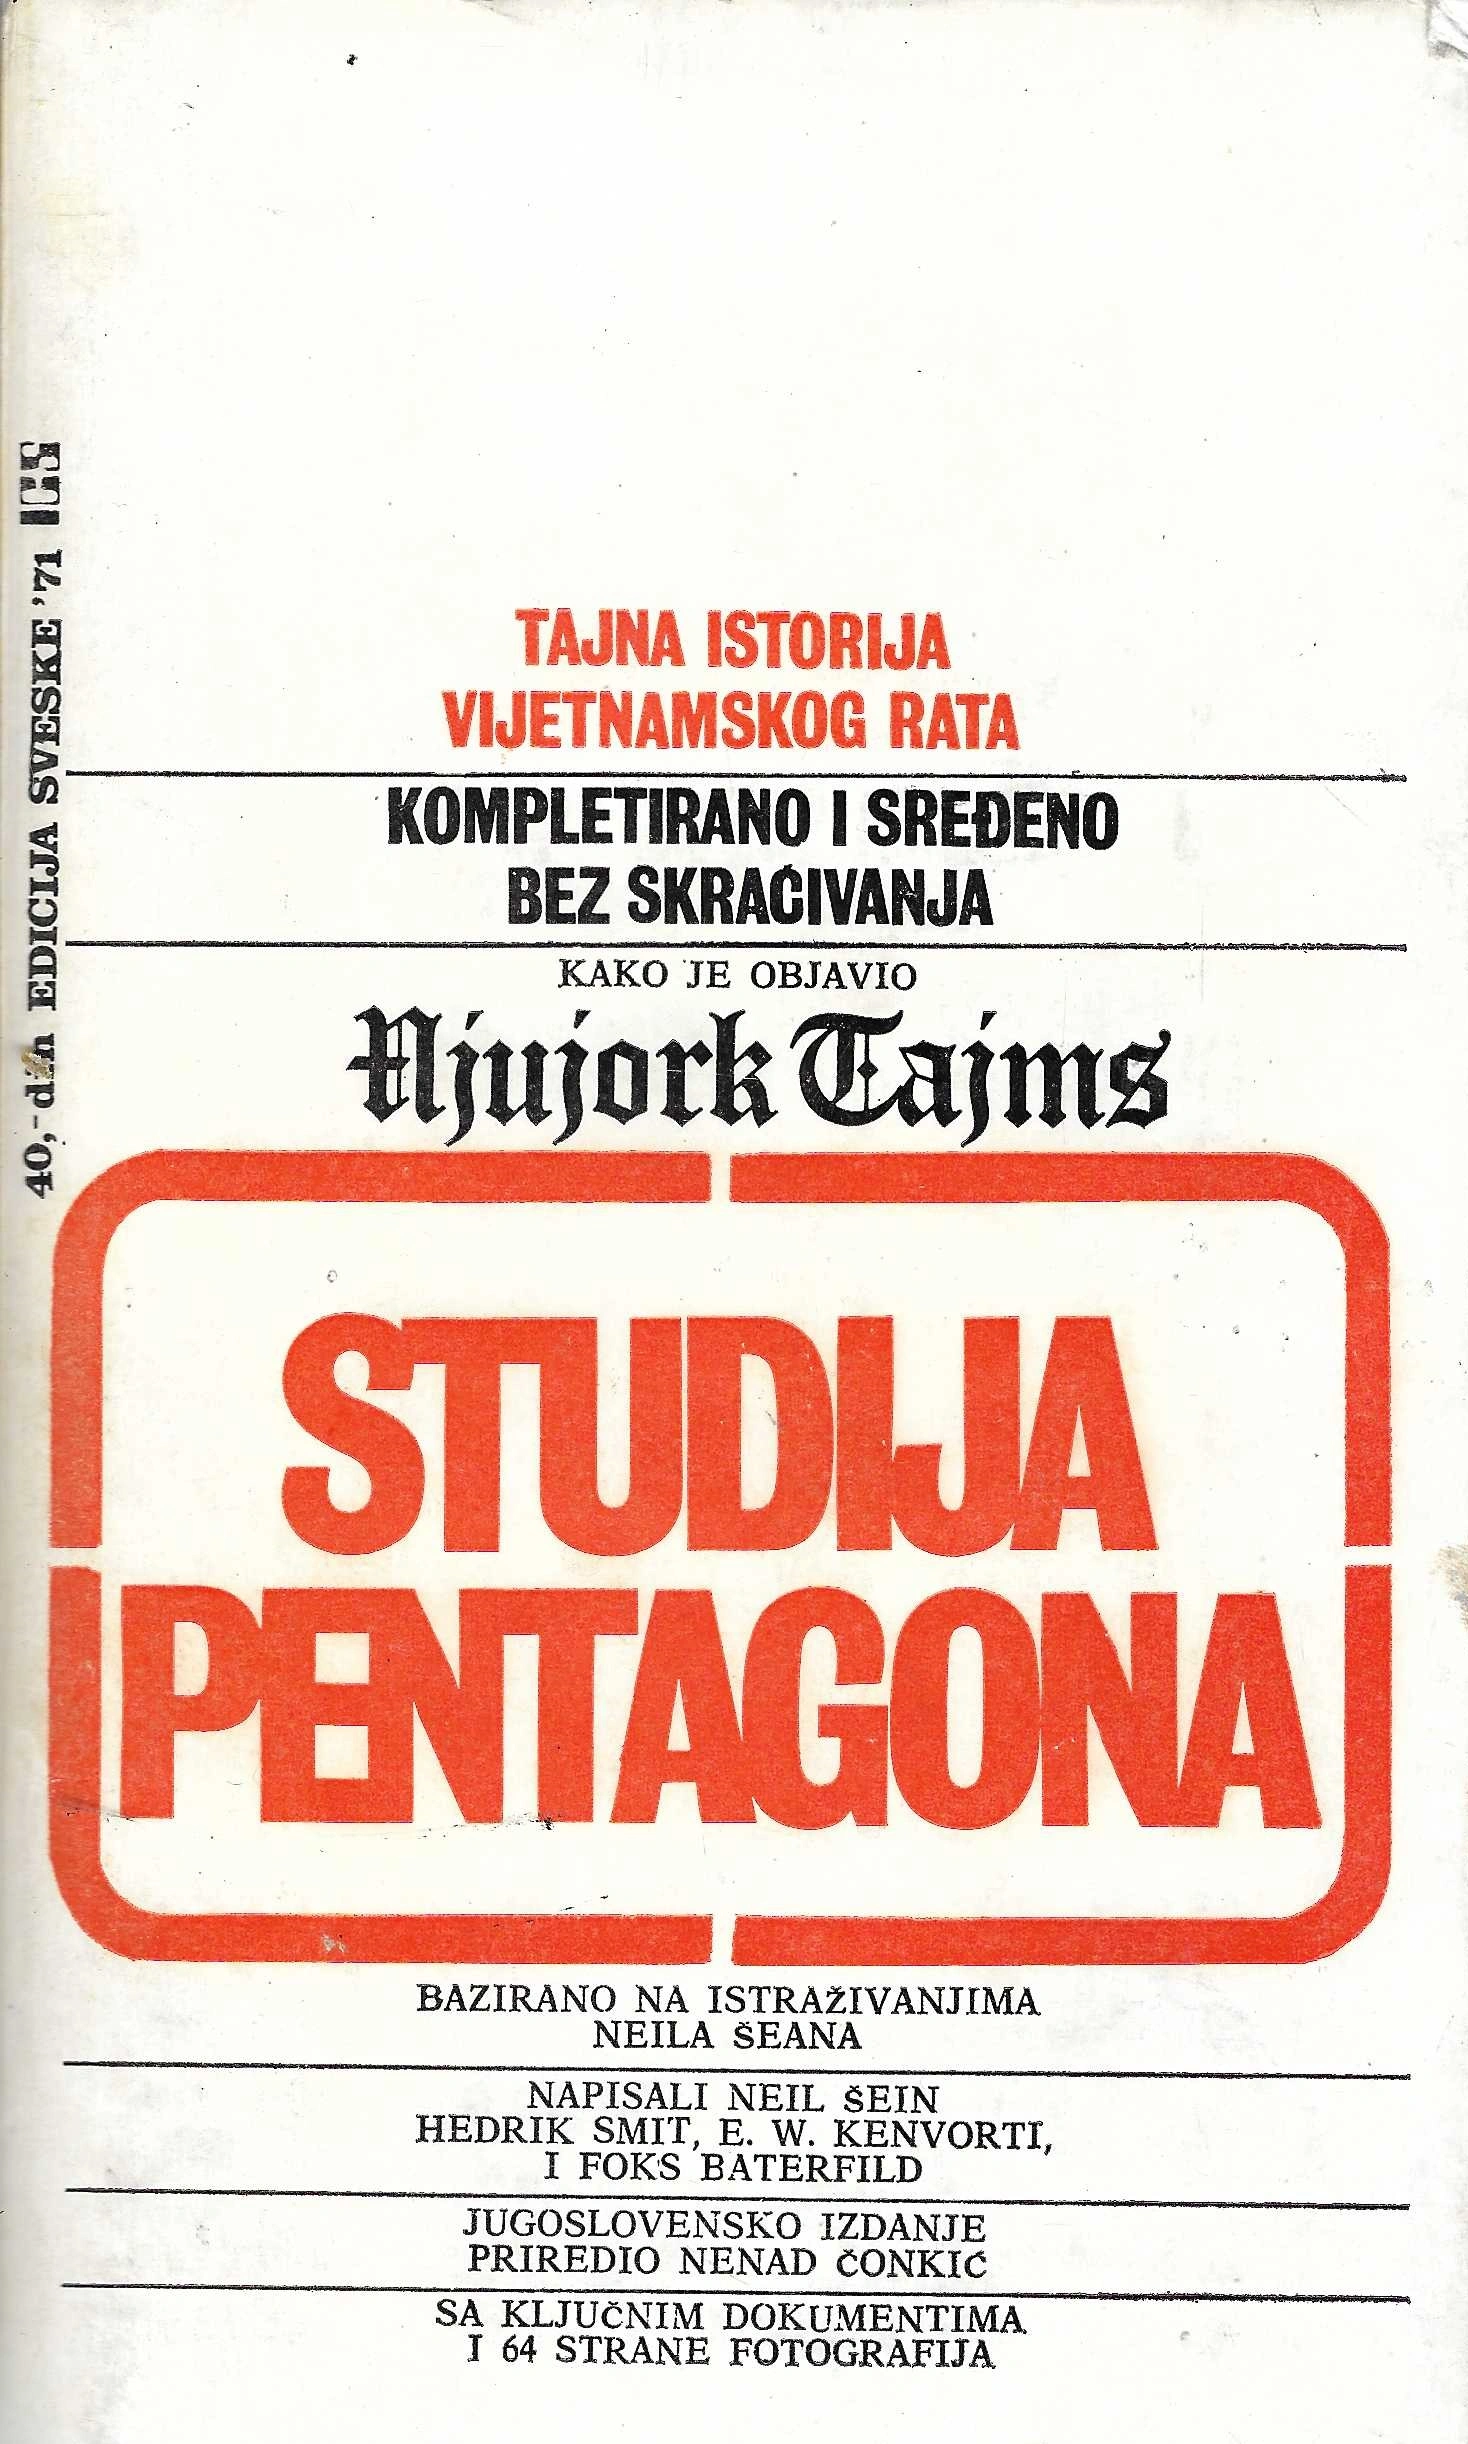 TAJNA ISTORIJA
VIJETNAMSKOG RATA
KOMPLETIRANO I SREĐENO
BEZ SKRAĆIVANJA
KAKO JE OBJAVIO
Njujork Tajms
STUDIJA
PENTAGONA
BAZIRANO NA ISTRAŽIVANJIMA
NEILA ŠEANA
NAPISALI NEIL ŠEIN
HEDRIK SMIT, E. W. KENVORTI,
I FOKS BATERFILD
JUGOSLOVENSKO IZDANJE
PRIREDIO NENAD ČONKIĆ
SA KLJUČNIM DOKUMENTIMA
I 64 STRANE FOTOGRAFIJA
40,- din EDICIJA SVESKE '71 ICS